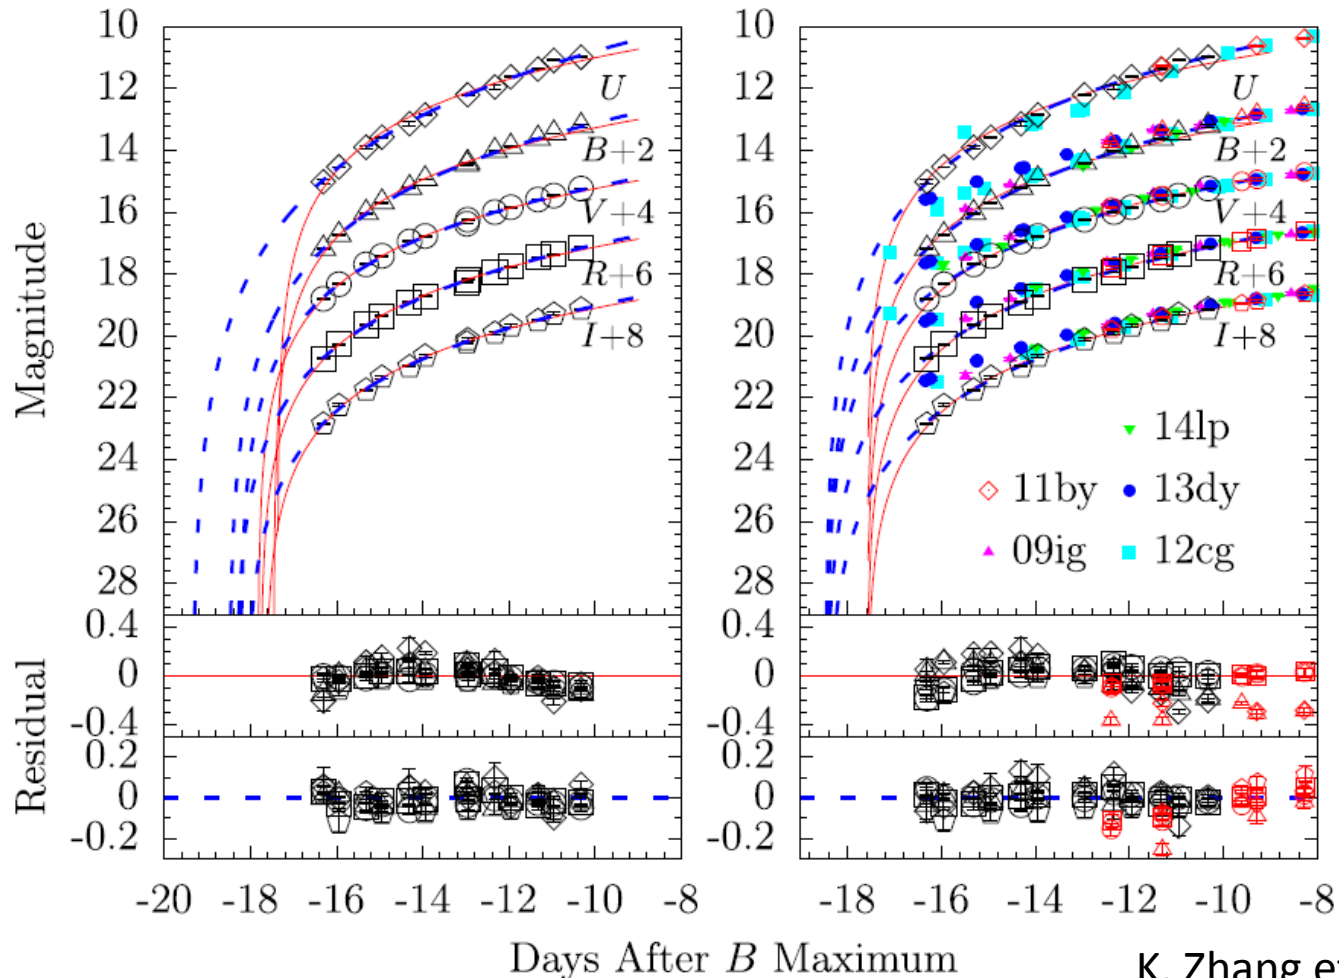 10
12
14
16
18
20
22
24
26
28
Magnitude
U
B+2
V+4
R+6
I+8
0.4
0
-0.4
0.2
0
-0.2
Residual
-20 -18 -16 -14 -12 -10 -8
10
12
14
16
18
20
22
24
26
28
U
B+2
V+4
R+6
I+8
14lp
11by 13dy
09ig 12cg
0.4
0
-0.4
0.2
0
-0.2
-18 -16 -14 -12 -10 -8
Days After B Maximum
K. Zhang et